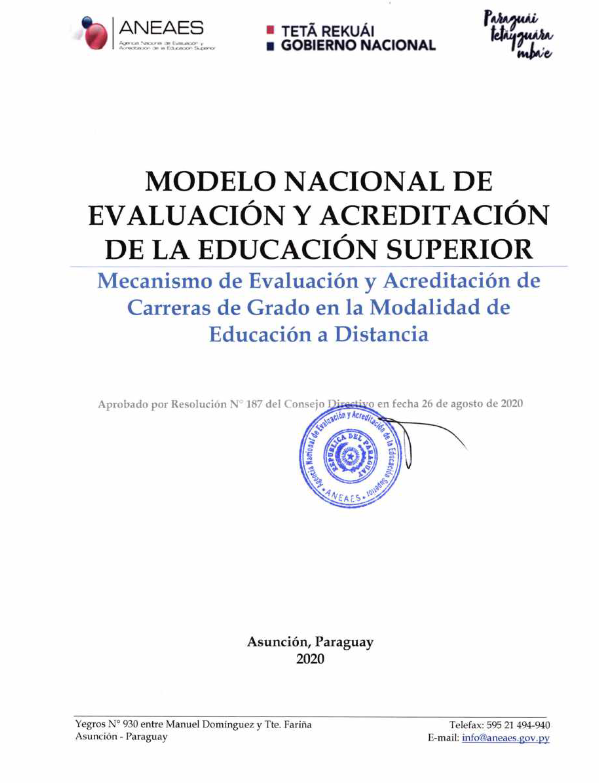 ANEAES
Agencia Nacional de Evaluación y
Acreditación de la Educación Superior
TETÃ REKUÁI
GOBIERNO NACIONAL
Paraguái
tetãyguára
mba'e
MODELO NACIONAL DE
EVALUACIÓN Y ACREDITACIÓN
DE LA EDUCACIÓN SUPERIOR
Mecanismo de Evaluación y Acreditación de
Carreras de Grado en la Modalidad de
Educación a Distancia
Aprobado por Resolución N° 187 del Consejo Directivo en fecha 26 de agosto de 2020
Agencia Nacional de Evaluación y Acreditación de la Educación Superior
REPUBLICA DEL PARAGUAY
ANEAES
Asunción, Paraguay
2020
Yegros N° 930 entre Manuel Domínguez y Tte. Fariña
Asunción - Paraguay
Telefax: 595 21 494-940
E-mail: info@aneaes.gov.py